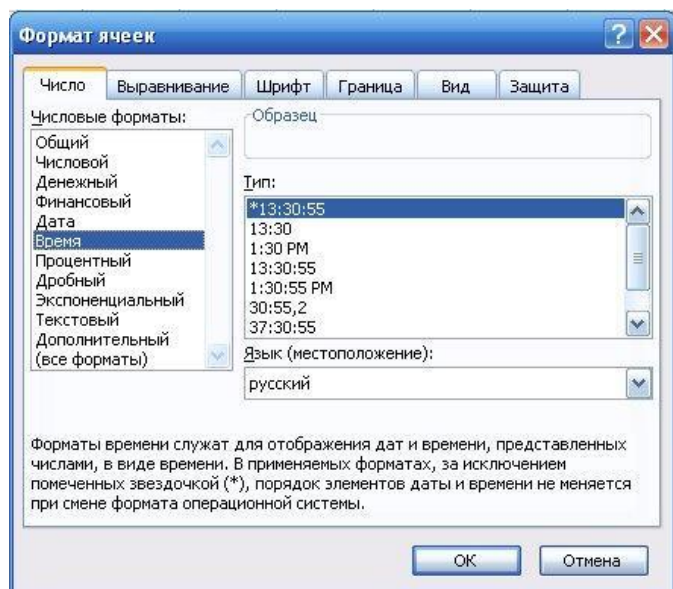 Формат ячеек
Число Выравнивание Шрифт Граница Вид Защита
Числовые форматы:
Общий
Числовой
Денежный
Финансовый
Дата
Время
Процентный
Дробный
Экспоненциальный
Текстовый
Дополнительный
(все форматы)
Образец
Тип:
*13:30:55
13:30
1:30 PM
13:30:55
1:30:55 PM
30:55,2
37:30:55
Язык (местоположение):
русский
Форматы времени служат для отображения дат и времени, представленных
числами, в виде времени. В применяемых форматах, за исключением
помеченных звездочкой (*), порядок элементов даты и времени не меняется
при смене формата операционной системы.
ОК Отмена